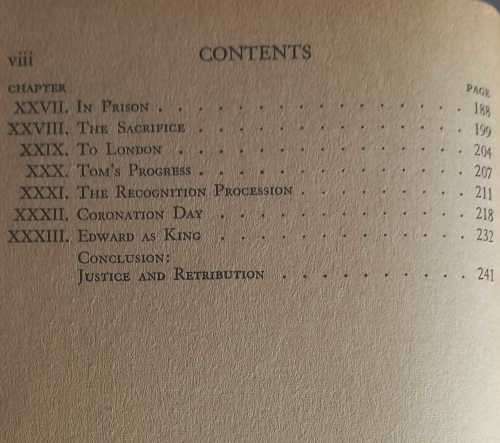 viii CONTENTS
CHAPTER PAGE
XXVII. IN PRISON . . . . . . . . . . . . . . . 188
XXVIII. THE SACRIFICE . . . . . . . . . . . . . 199
XXIX. TO LONDON . . . . . . . . . . . . . . 204
XXX. TOM'S PROGRESS . . . . . . . . . . . . . 207
XXXI. THE RECOGNITION PROCESSION . . . . . . . . 211
XXXII. CORONATION DAY . . . . . . . . . . . . 218
XXXIII. EDWARD AS KING . . . . . . . . . . . . 232
CONCLUSION:
JUSTICE AND RETRIBUTION . . . . . . . . . 241